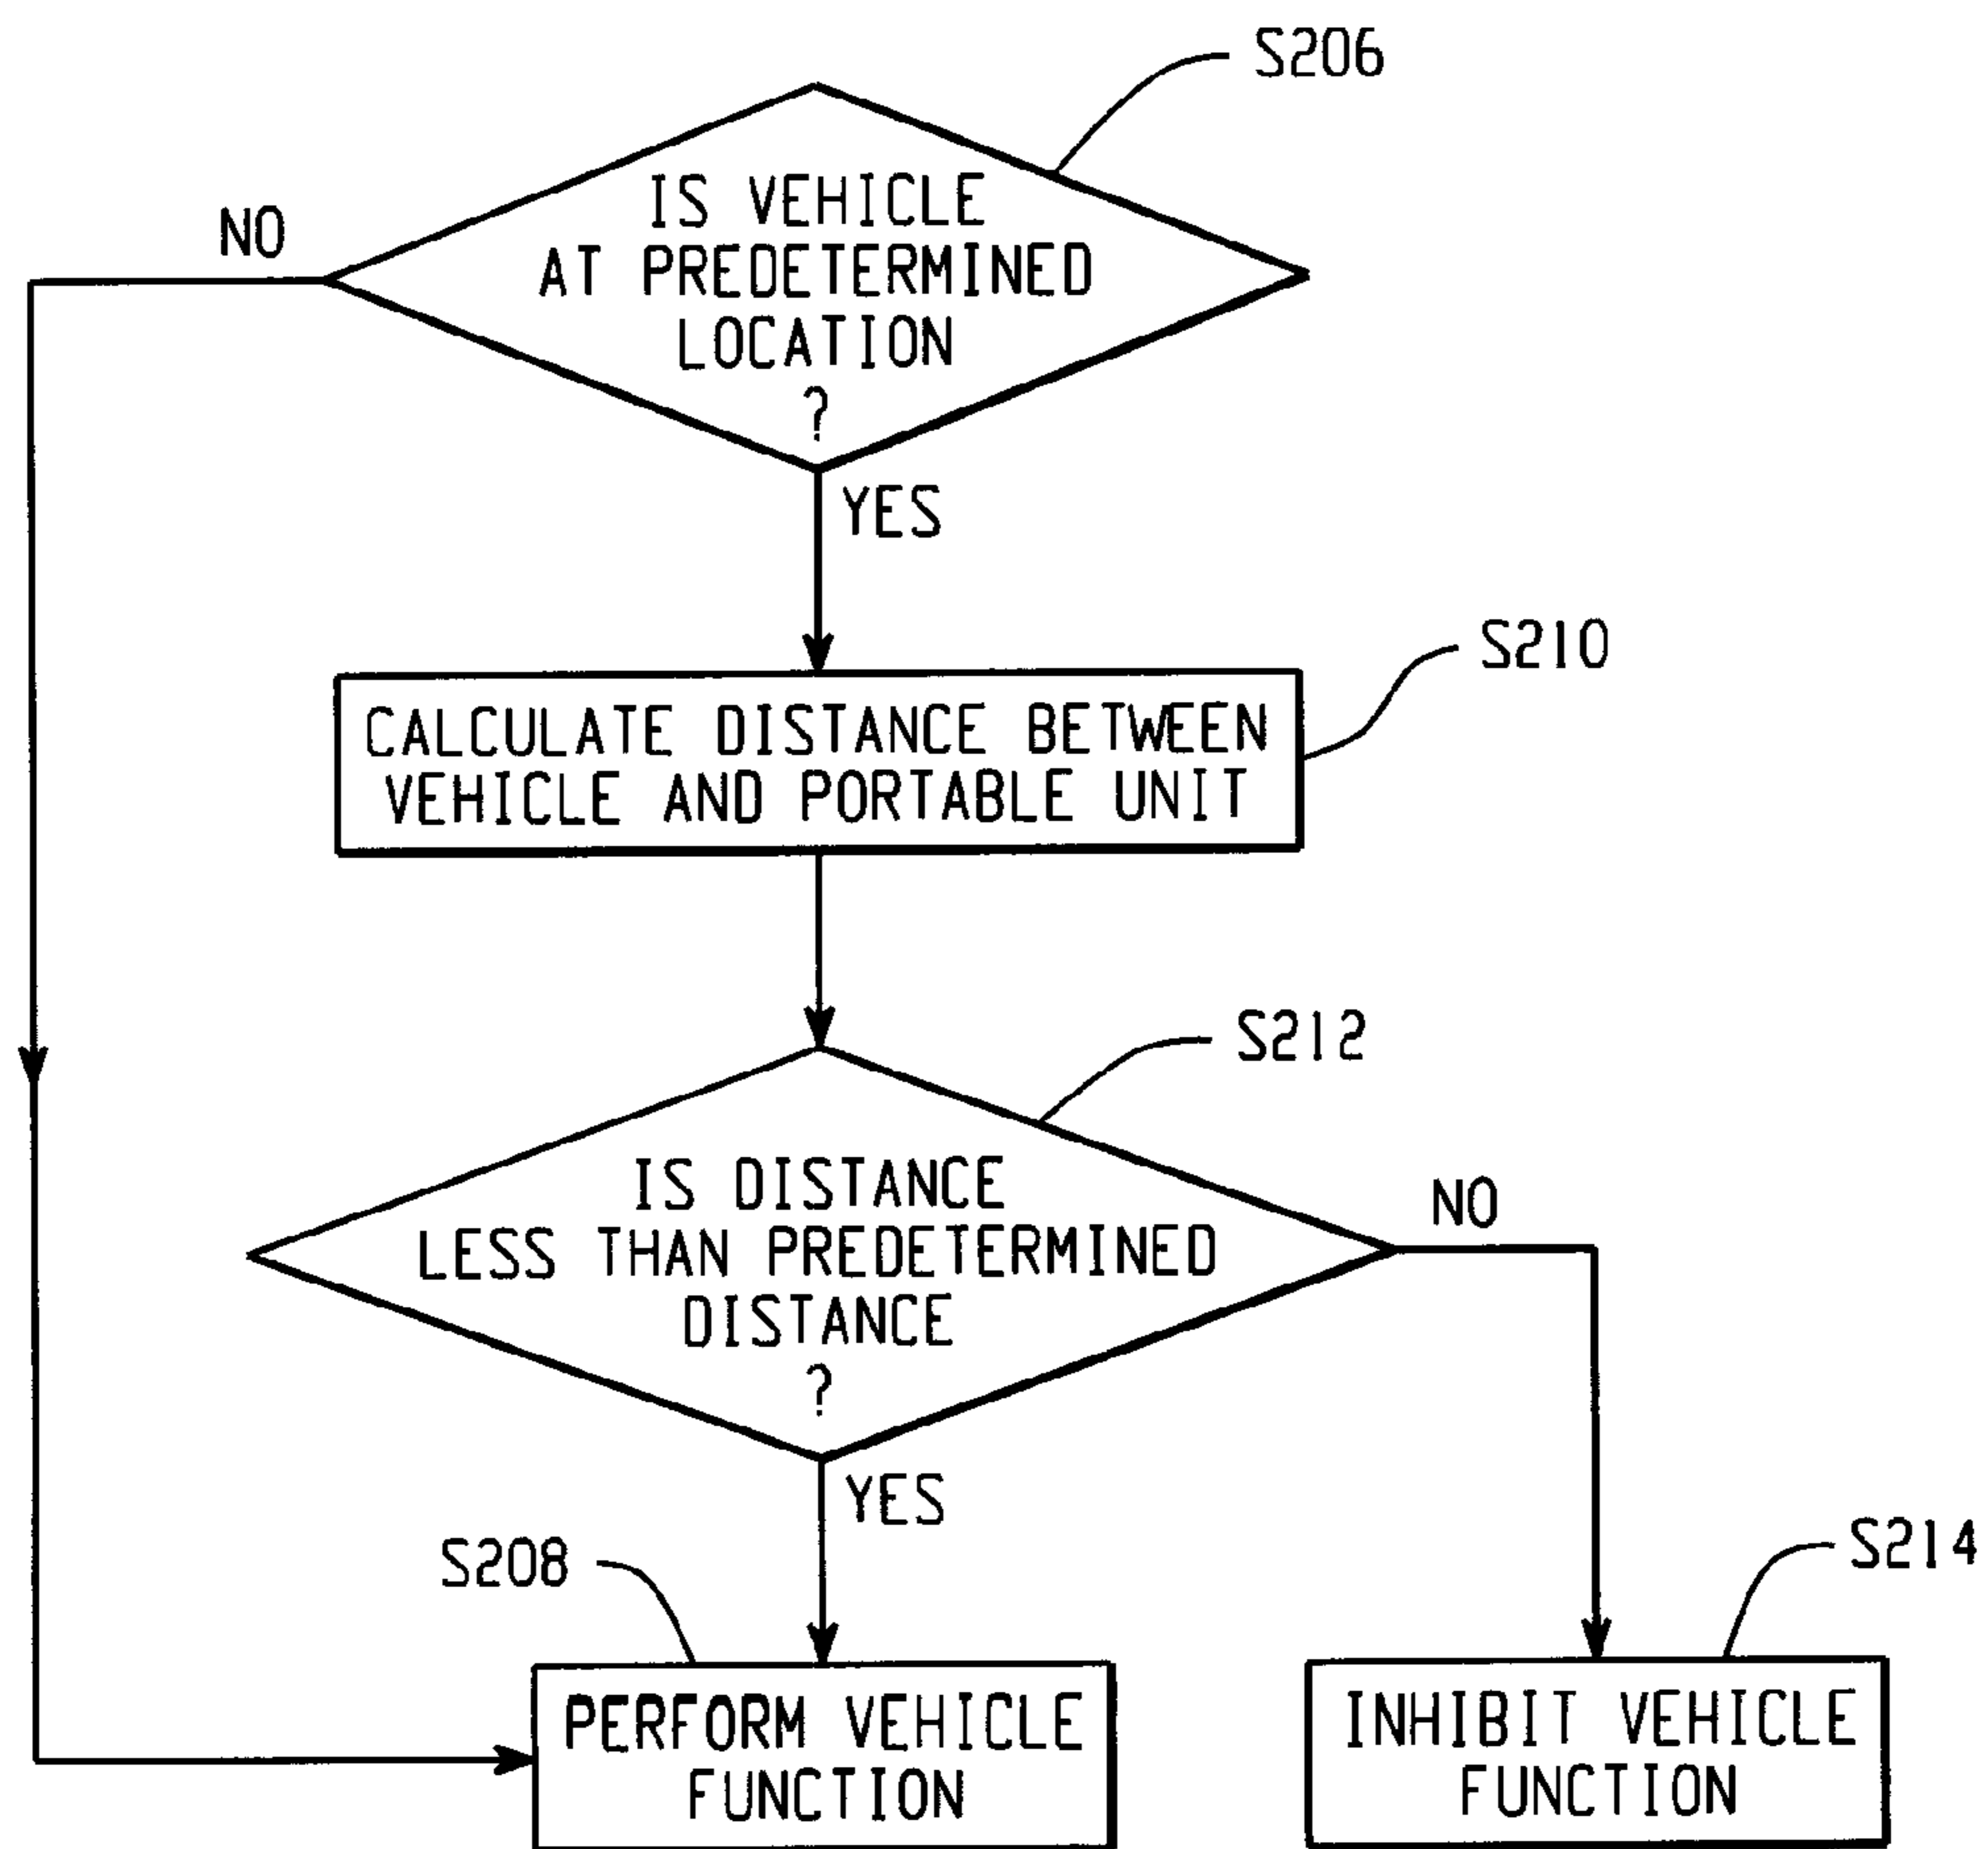 S206
IS VEHICLE
AT PREDETERMINED
LOCATION
?
NO
YES
S210
CALCULATE DISTANCE BETWEEN
VEHICLE AND PORTABLE UNIT
S212
IS DISTANCE
LESS THAN PREDETERMINED
DISTANCE
?
NO
YES
S208
S214
PERFORM VEHICLE
FUNCTION
INHIBIT VEHICLE
FUNCTION